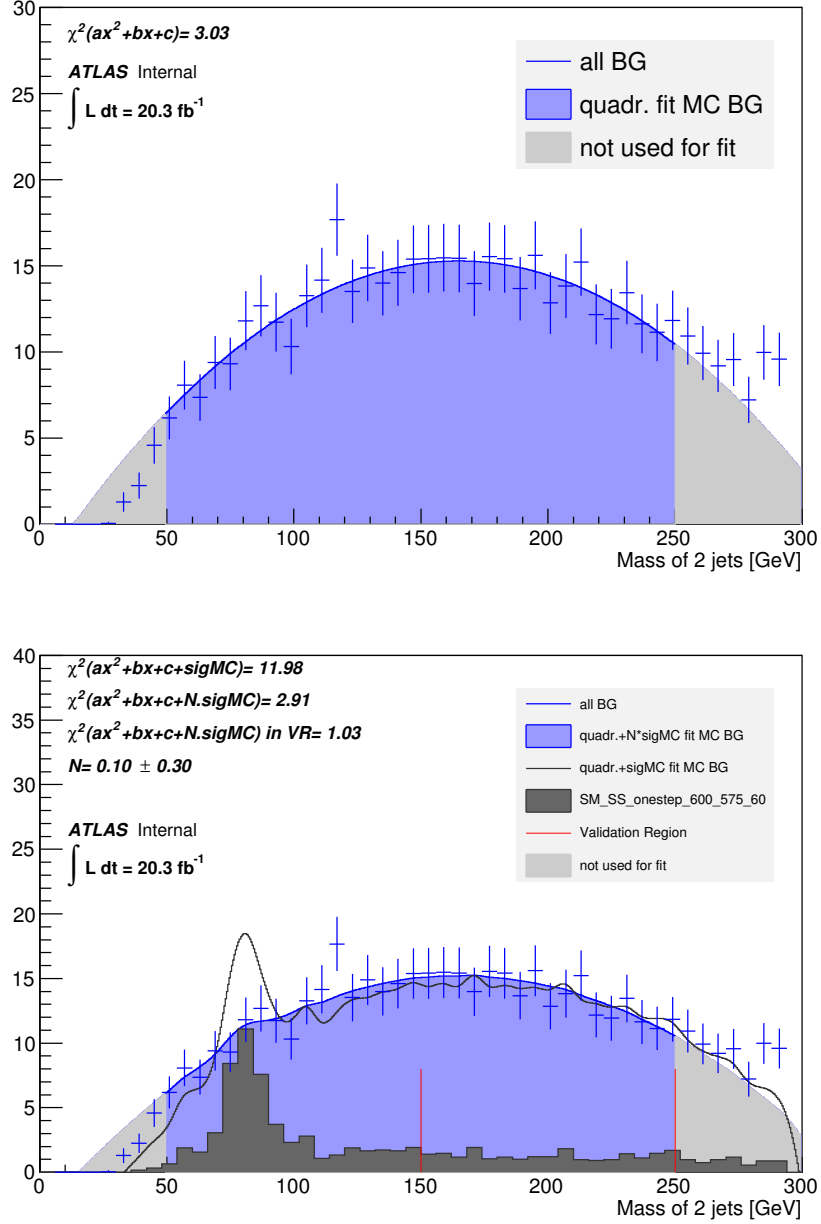 30
25
20
15
10
5
0
χ²(ax²+bx+c)= 3.03
ATLAS Internal
∫ L dt = 20.3 fb⁻¹
all BG
quadr. fit MC BG
not used for fit
0 50 100 150 200 250 300
Mass of 2 jets [GeV]
40
35
30
25
20
15
10
5
0
χ²(ax²+bx+c+sigMC)= 11.98
χ²(ax²+bx+c+N.sigMC)= 2.91
χ²(ax²+bx+c+N.sigMC) in VR= 1.03
N= 0.10 ± 0.30
ATLAS Internal
∫ L dt = 20.3 fb⁻¹
all BG
quadr.+N*sigMC fit MC BG
quadr.+sigMC fit MC BG
SM_SS_onestep_600_575_60
Validation Region
not used for fit
0 50 100 150 200 250 300
Mass of 2 jets [GeV]